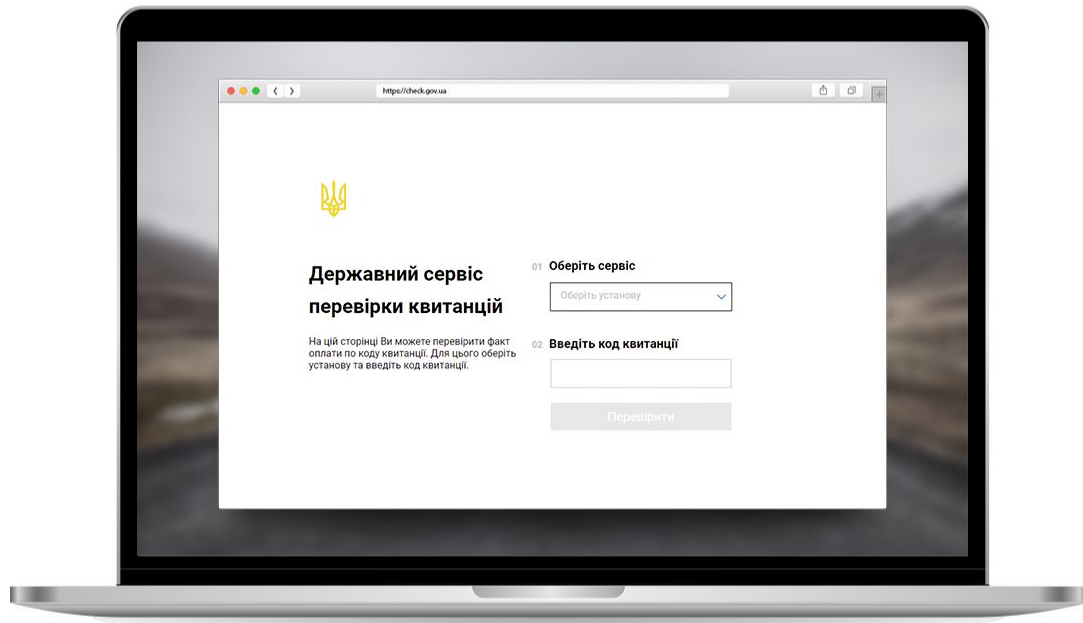 https://check.gov.ua
Державний сервіс
перевірки квитанцій
На цій сторінці Ви можете перевірити факт
оплати по коду квитанції. Для цього оберіть
установу та введіть код квитанції.
01 Оберіть сервіс
Оберіть установу
02 Введіть код квитанції
Перевірити